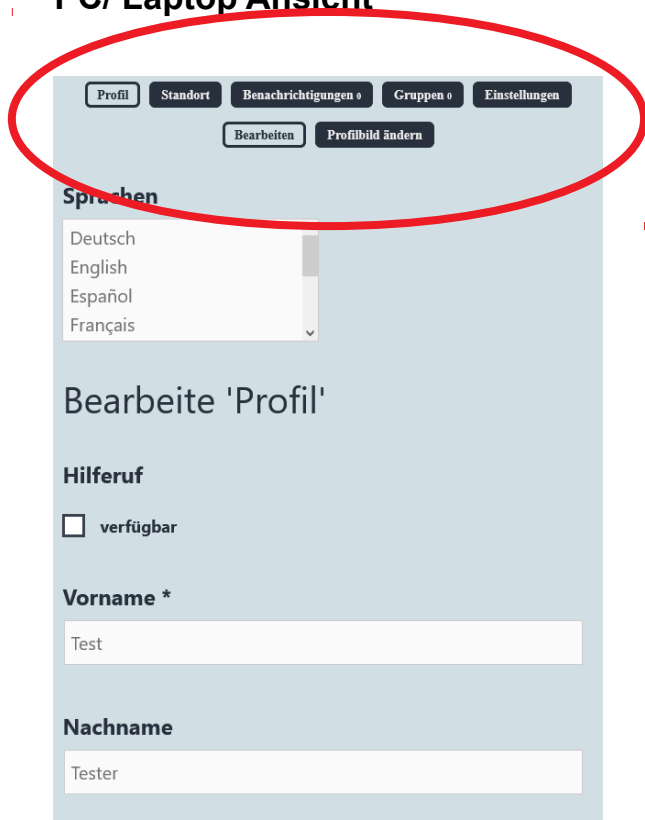 PC/ Laptop Ansicht
Profil Standort Benachrichtigungen 0 Gruppen 0 Einstellungen
Bearbeiten Profilbild ändern
Sprachen
Deutsch
English
Español
Français
Bearbeite 'Profil'
Hilferuf
verfügbar
Vorname *
Test
Nachname
Tester